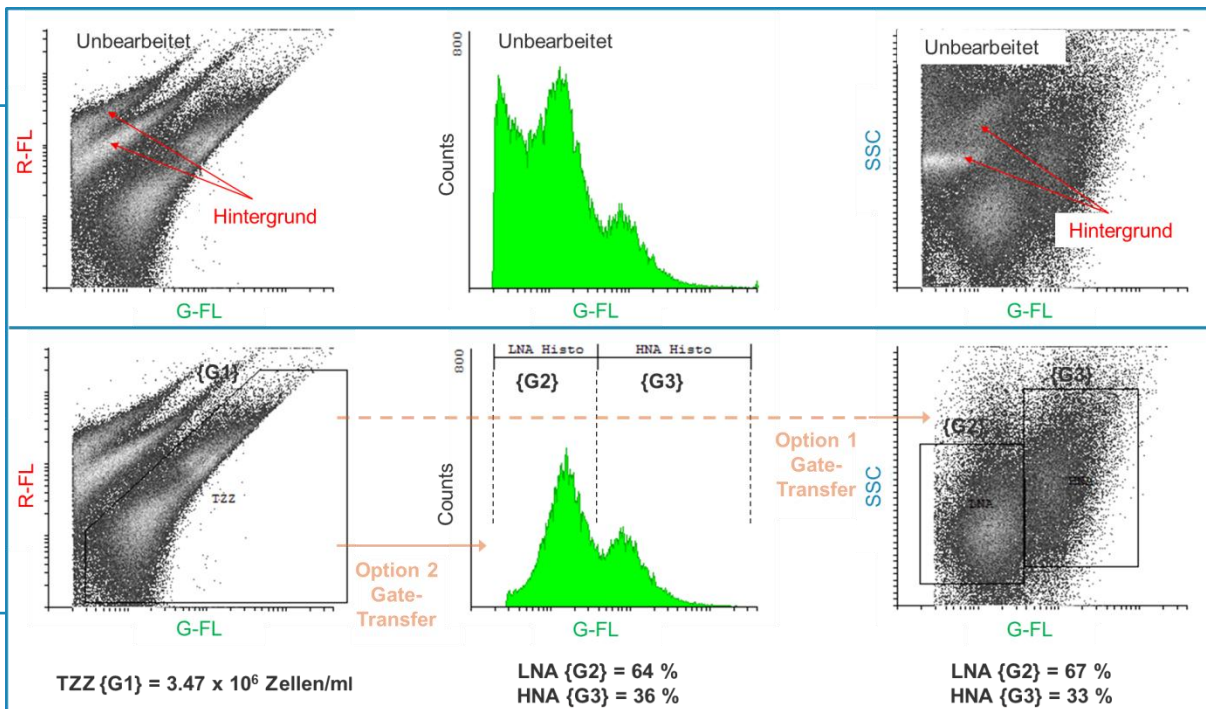 Unbearbeitet
R-FL
Hintergrund
G-FL
Unbearbeitet
800
Counts
G-FL
Unbearbeitet
SSC
Hintergrund
G-FL
{G1}
R-FL
TZZ
G-FL
Option 2
Gate-
Transfer
LNA Histo
HNA Histo
800
{G2}
{G3}
Counts
G-FL
Option 1
Gate-
Transfer
{G3}
{G2}
SSC
LNA
HNA
G-FL
TZZ {G1} = 3.47 x 10⁶ Zellen/ml
LNA {G2} = 64 %
HNA {G3} = 36 %
LNA {G2} = 67 %
HNA {G3} = 33 %